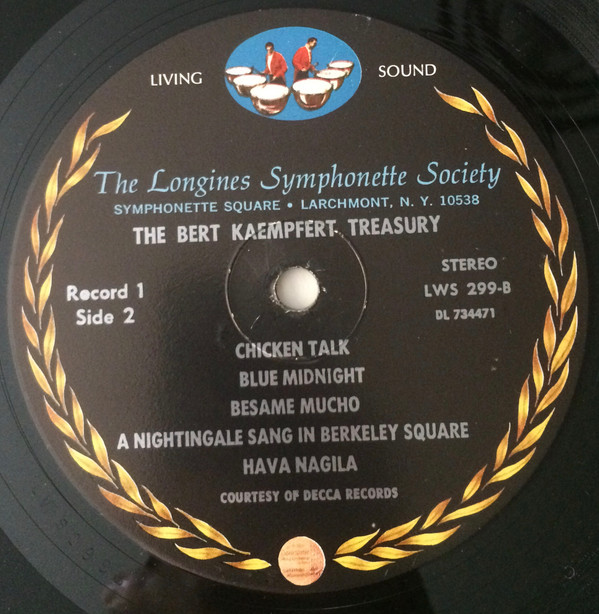 LIVING SOUND
The Longines Symphonette Society
SYMPHONETTE SQUARE • LARCHMONT, N. Y. 10538
THE BERT KAEMPFERT TREASURY
Record 1
Side 2
STEREO
LWS 299-B
DL 734471
CHICKEN TALK
BLUE MIDNIGHT
BESAME MUCHO
A NIGHTINGALE SANG IN BERKELEY SQUARE
HAVA NAGILA
COURTESY OF DECCA RECORDS